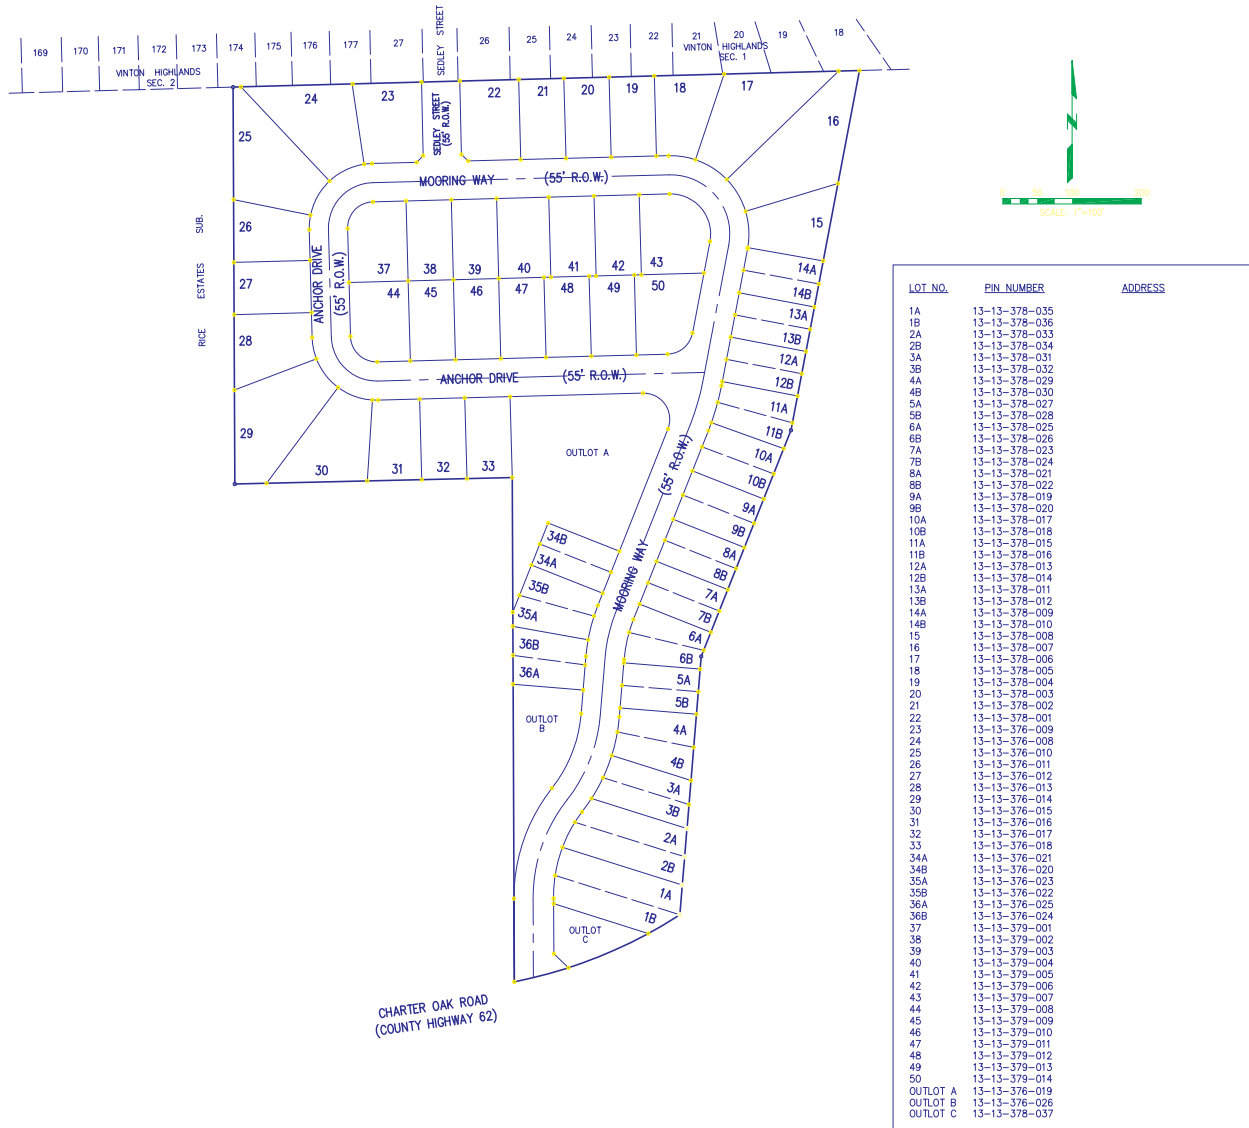 169 170 171 172 173 174 175 176 177 27 SEDLEY STREET 26 25 24 23 22 21 20 19 18
VINTON HIGHLANDS
SEC. 2
VINTON HIGHLANDS
SEC. 1
24 23 22 21 20 19 18 17
SEDLEY STREET
(55' R.O.W.)
25
16
MOORING WAY (55' R.O.W.)
0 50 100 200
SCALE: 1"=100'
RICE ESTATES SUB.
26
15
ANCHOR DRIVE
(55' R.O.W.)
37 38 39 40 41 42 43
27
44 45 46 47 48 49 50
28
14A
14B
13A
13B
12A
12B
11A
11B
10A
10B
9A
9B
8A
8B
7A
7B
6A
6B
5A
5B
4A
4B
3A
3B
2A
2B
1A
1B
ANCHOR DRIVE (55' R.O.W.)
29
30 31 32 33
OUTLOT A
(55' R.O.W.)
MOORING WAY
34B
34A
35B
35A
36B
36A
OUTLOT
B
OUTLOT
C
CHARTER OAK ROAD
(COUNTY HIGHWAY 62)
LOT NO. PIN NUMBER ADDRESS
1A 13-13-378-035
1B 13-13-378-036
2A 13-13-378-033
2B 13-13-378-034
3A 13-13-378-031
3B 13-13-378-032
4A 13-13-378-029
4B 13-13-378-030
5A 13-13-378-027
5B 13-13-378-028
6A 13-13-378-025
6B 13-13-378-026
7A 13-13-378-023
7B 13-13-378-024
8A 13-13-378-021
8B 13-13-378-022
9A 13-13-378-019
9B 13-13-378-020
10A 13-13-378-017
10B 13-13-378-018
11A 13-13-378-015
11B 13-13-378-016
12A 13-13-378-013
12B 13-13-378-014
13A 13-13-378-011
13B 13-13-378-012
14A 13-13-378-009
14B 13-13-378-010
15 13-13-378-008
16 13-13-378-007
17 13-13-378-006
18 13-13-378-005
19 13-13-378-004
20 13-13-378-003
21 13-13-378-002
22 13-13-378-001
23 13-13-376-009
24 13-13-376-008
25 13-13-376-010
26 13-13-376-011
27 13-13-376-012
28 13-13-376-013
29 13-13-376-014
30 13-13-376-015
31 13-13-376-016
32 13-13-376-017
33 13-13-376-018
34A 13-13-376-021
34B 13-13-376-020
35A 13-13-376-023
35B 13-13-376-022
36A 13-13-376-025
36B 13-13-376-024
37 13-13-379-001
38 13-13-379-002
39 13-13-379-003
40 13-13-379-004
41 13-13-379-005
42 13-13-379-006
43 13-13-379-007
44 13-13-379-008
45 13-13-379-009
46 13-13-379-010
47 13-13-379-011
48 13-13-379-012
49 13-13-379-013
50 13-13-379-014
OUTLOT A 13-13-376-019
OUTLOT B 13-13-376-026
OUTLOT C 13-13-378-037